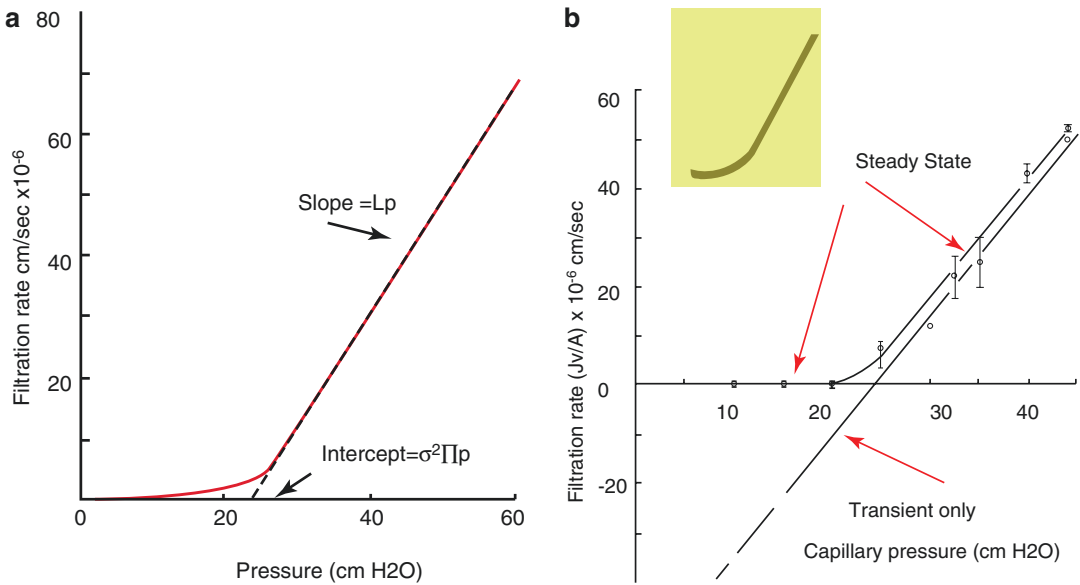 a
80
60
40
20
0
20
40
60
Filtration rate cm/sec x10-6
Slope =Lp
Intercept=σ²∏p
Pressure (cm H2O)
b
60
40
20
0
-20
10
20
30
40
Filtration rate (Jv/A) x 10⁻⁶ cm/sec
Steady State
Transient only
Capillary pressure (cm H2O)